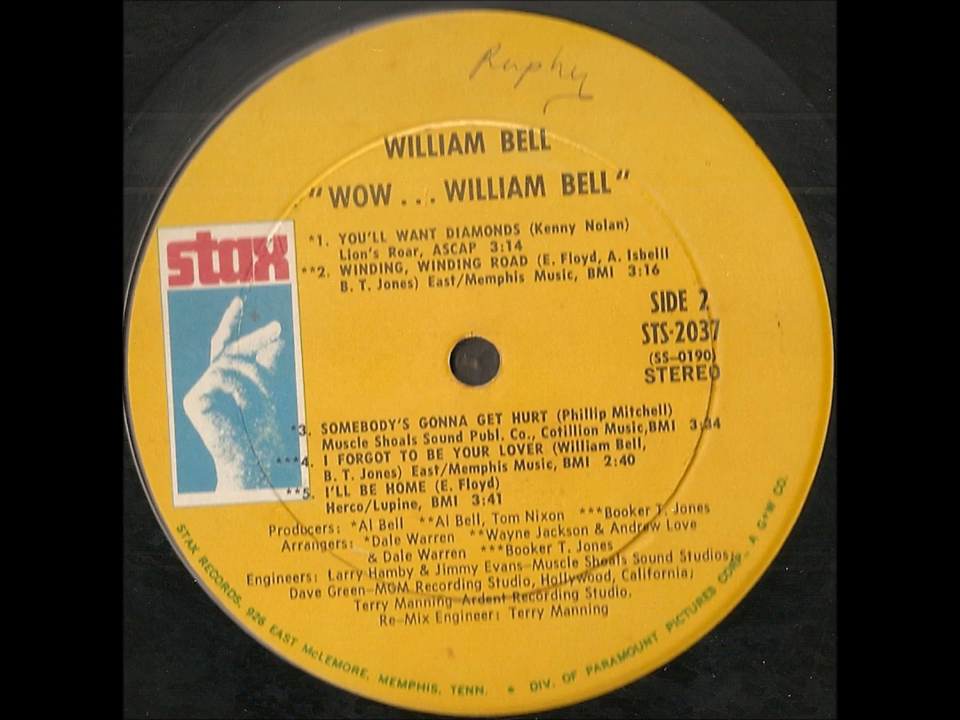 Ruphy
WILLIAM BELL
"WOW...WILLIAM BELL"
stax
*1. YOU'LL WANT DIAMONDS (Kenny Nolan)
Lion's Roar, ASCAP 3:14
**2. WINDING, WINDING ROAD (E. Floyd, A. Isbell
B. T. Jones) East/Memphis Music, BMI 3:16
SIDE 2
STS-2037
(SS-0190)
STEREO
*3. SOMEBODY'S GONNA GET HURT (Phillip Mitchell)
Muscle Shoals Sound Publ. Co., Cotillion Music,BMI 3:34
***4. I FORGOT TO BE YOUR LOVER (William Bell,
B. T. Jones) East/Memphis Music, BMI 2:40
**5. I'LL BE HOME (E. Floyd)
Herco/Lupine, BMI 3:41
Producers: *Al Bell **Al Bell, Tom Nixon ***Booker T. Jones
Arrangers: *Dale Warren **Wayne Jackson & Andrew Love
& Dale Warren ***Booker T. Jones
Engineers: Larry Hamby & Jimmy Evans-Muscle Shoals Sound Studios,
Dave Green-MGM Recording Studio, Hollywood, California;
Terry Manning-Ardent Recording Studio.
Re-Mix Engineer: Terry Manning
STAX RECORDS, 926 EAST McLEMORE, MEMPHIS, TENN. * DIV. OF PARAMOUNT PICTURES CORP., A G+W CO.